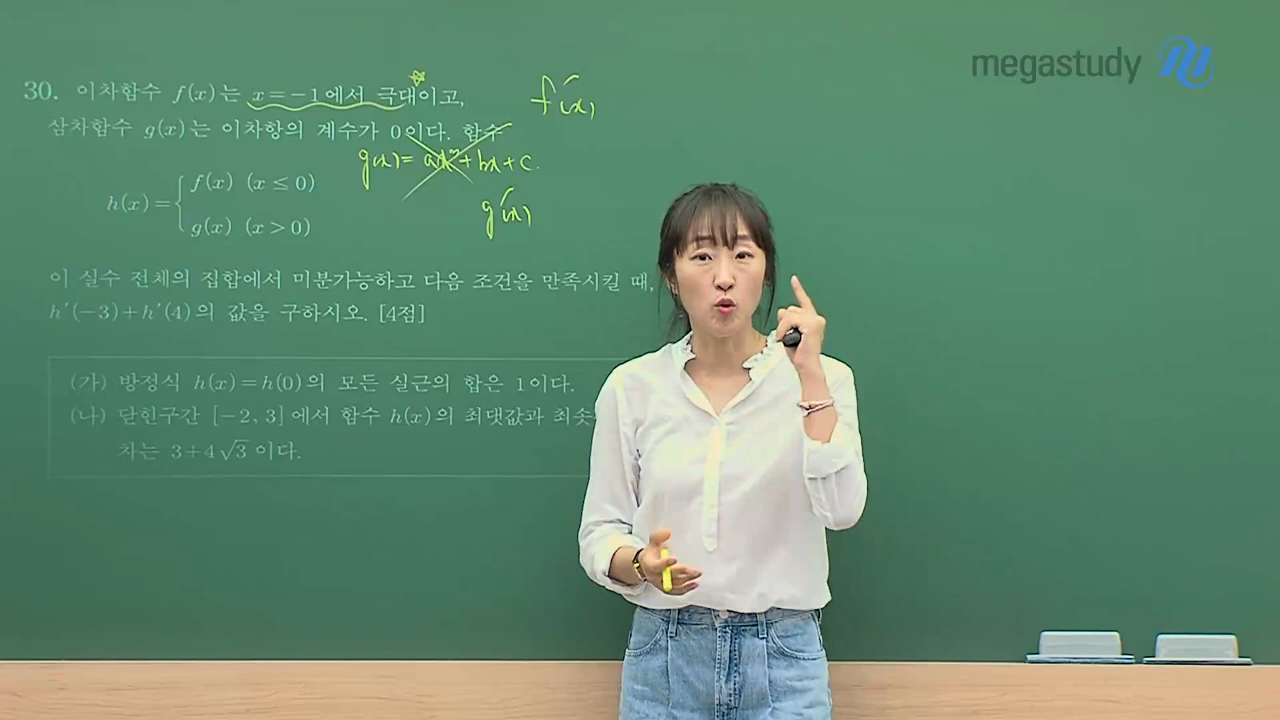 megastudy
30. 이차함수 f(x)는 x=-1에서 극대이고,
f'(x)
삼차함수 g(x)는 이차항의 계수가 0이다. 함수
g(x)= ax³+bx+c.
h(x)= { f(x) (x≤0)
g(x) (x>0)
g'(x)
이 실수 전체의 집합에서 미분가능하고 다음 조건을 만족시킬 때,
h'(-3)+h'(4)의 값을 구하시오. [4점]
(가) 방정식 h(x)=h(0)의 모든 실근의 합은 1이다.
(나) 닫힌구간 [-2, 3]에서 함수 h(x)의 최댓값과 최솟
차는 3+4√3이다.